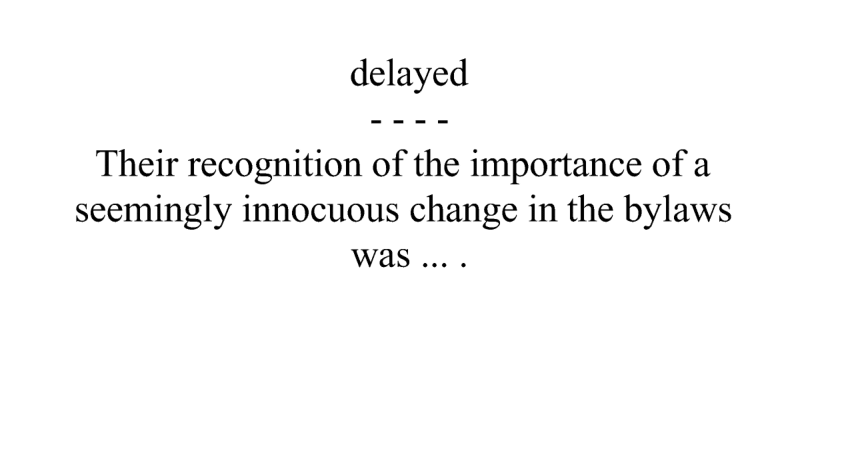 delayed
- - - -
Their recognition of the importance of a
seemingly innocuous change in the bylaws
was ... .